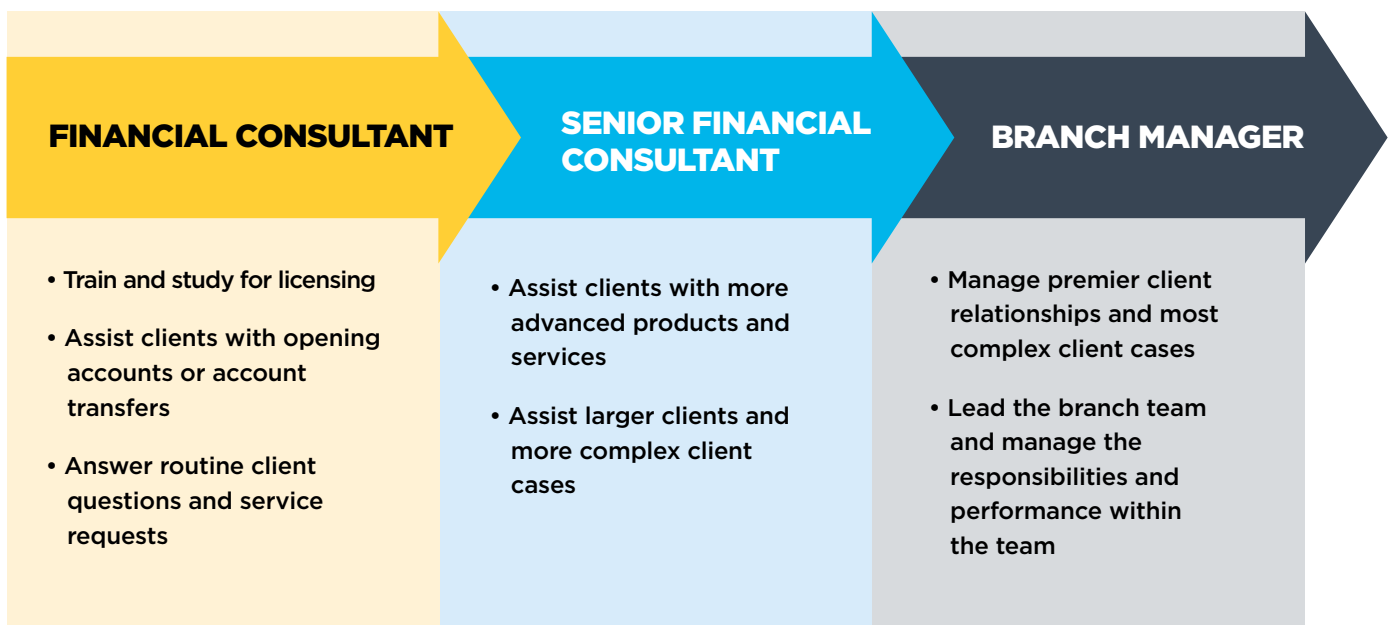 FINANCIAL CONSULTANT
• Train and study for licensing
• Assist clients with opening
accounts or account
transfers
• Answer routine client
questions and service
requests
SENIOR FINANCIAL
CONSULTANT
• Assist clients with more
advanced products and
services
• Assist larger clients and
more complex client
cases
BRANCH MANAGER
• Manage premier client
relationships and most
complex client cases
• Lead the branch team
and manage the
responsibilities and
performance within
the team